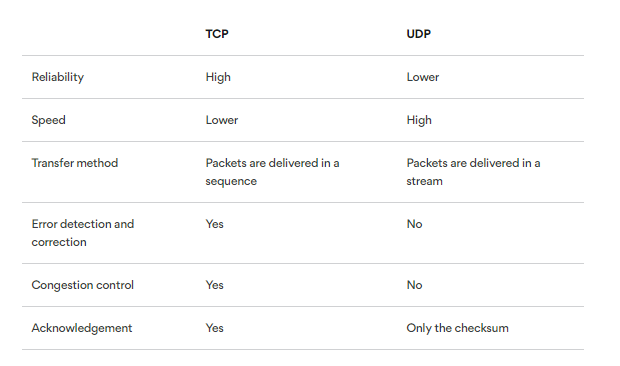 TCP UDP
Reliability High Lower
Speed Lower High
Transfer method Packets are delivered in a Packets are delivered in a
sequence stream
Error detection and Yes No
correction
Congestion control Yes No
Acknowledgement Yes Only the checksum